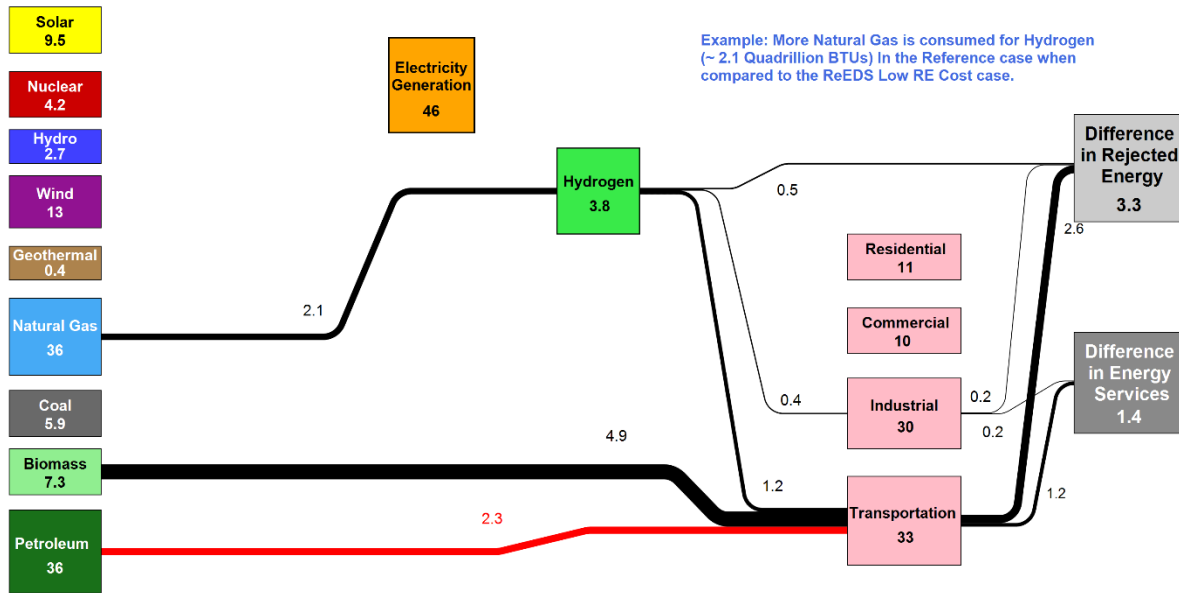 Solar
9.5
Nuclear
4.2
Hydro
2.7
Wind
13
Geothermal
0.4
Natural Gas
36
Coal
5.9
Biomass
7.3
Petroleum
36
2.1
4.9
2.3
Electricity
Generation
46
Hydrogen
3.8
Example: More Natural Gas is consumed for Hydrogen
(~ 2.1 Quadrillion BTUs) In the Reference case when
compared to the ReEDS Low RE Cost case.
0.5
0.4
1.2
Residential
11
Commercial
10
Industrial
30
Transportation
33
0.2
0.2
2.6
1.2
Difference
in Rejected
Energy
3.3
Difference
in Energy
Services
1.4